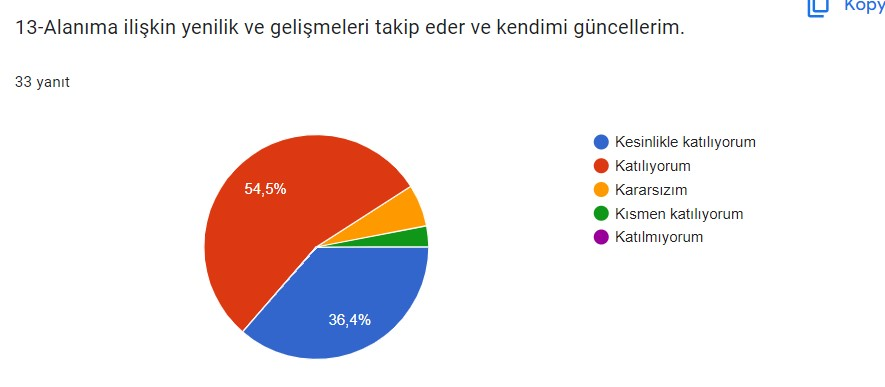 Kopy
13-Alanıma ilişkin yenilik ve gelişmeleri takip eder ve kendimi güncellerim.
33 yanıt
Kesinlikle katılıyorum
Katılıyorum
Kararsızım
Kısmen katılıyorum
Katılmıyorum
54,5%
36,4%